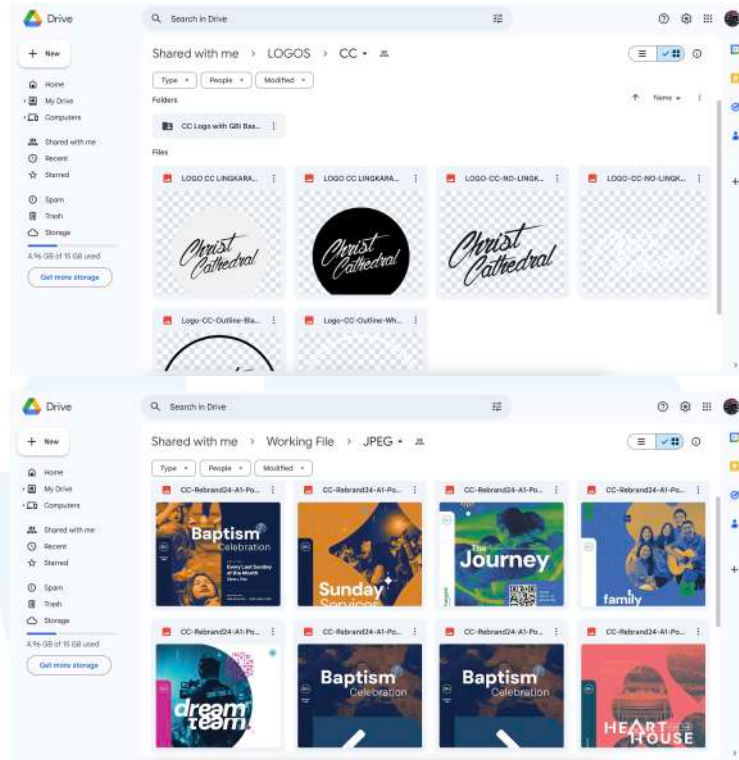 Drive
Search in Drive
New
Shared with me > LOGOS > CC
Type
People
Modified
Home
My Drive
Computers
Shared with me
Recent
Starred
Spam
Trash
Storage
4.96 GB of 15 GB used
Get more storage
Folders
Name
CC Logo with GBI Bas...
Files
LOGO CC LINGKARA...
LOGO CC LINGKARA...
LOGO-CC-NO-LINGK...
LOGO-CC-NO-LINGK...
Christ
Cathedral
Christ
Cathedral
Christ
Cathedral
Logo-CC-Outline-Bla...
Logo-CC-Outline-Wh...
Drive
Search in Drive
New
Shared with me > Working File > JPEG
Type
People
Modified
Home
My Drive
Computers
Shared with me
Recent
Starred
Spam
Trash
Storage
4.96 GB of 15 GB used
Get more storage
CC-Rebrand24-A1-Po...
CC-Rebrand24-A1-Po...
CC-Rebrand24-A1-Po...
CC-Rebrand24-A1-Po...
Baptism
Celebration
Every Last Sunday
of the Month
Sunday
Services
The
Journey
family
CC-Rebrand24-A1-Po...
CC-Rebrand24-A1-Po...
CC-Rebrand24-A1-Po...
CC-Rebrand24-A1-Po...
dream
team
Baptism
Celebration
Baptism
Celebration
HEART
HOUSE